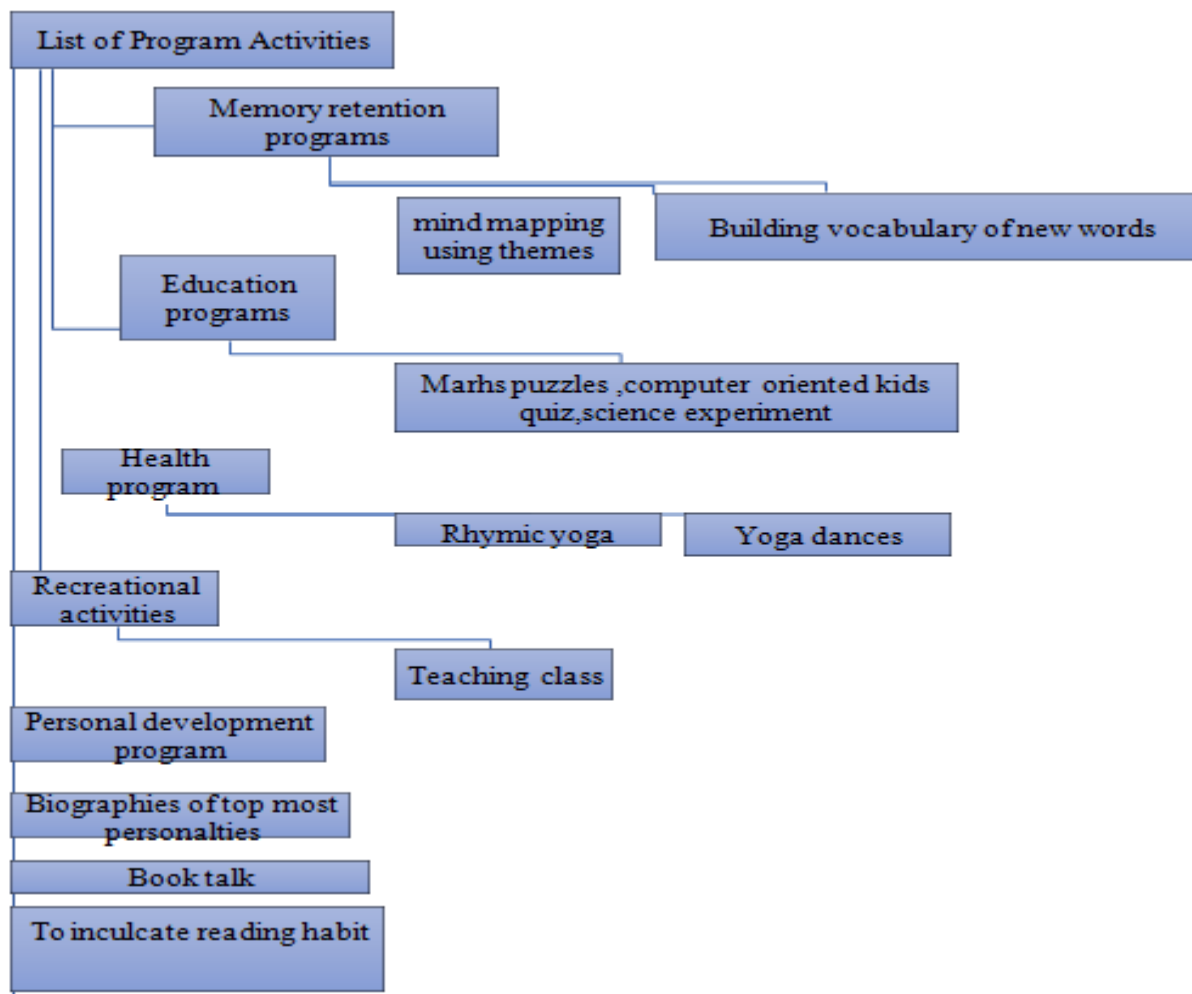 List of Program Activities
Memory retention
programs
mind mapping
using themes
Building vocabulary of new words
Education
programs
Marhs puzzles ,computer oriented kids
quiz,science experiment
Health
program
Rhymic yoga
Yoga dances
Recreational
activities
Teaching class
Personal development
program
Biographies of top most
personalties
Book talk
To inculcate reading habit